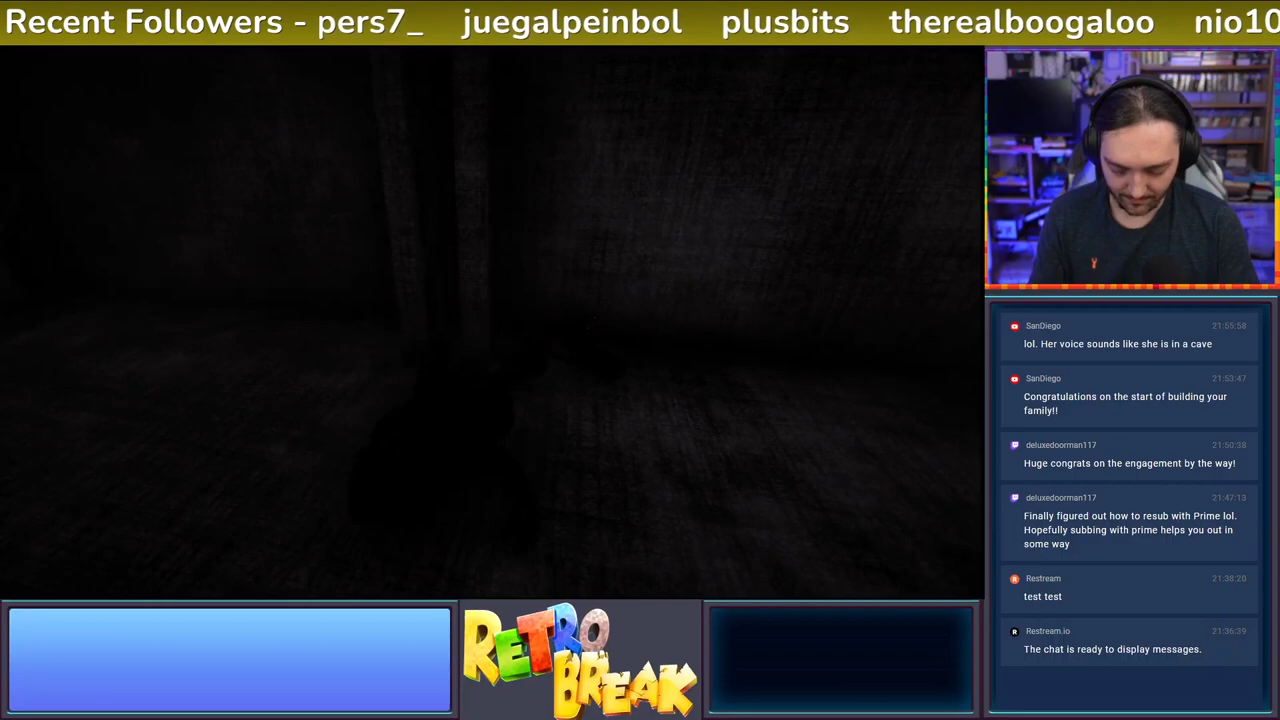 Recent Followers - pers7_ juegalpeinbol plusbits therealboogaloo nio10
SanDiego 21:55:58
lol. Her voice sounds like she is in a cave
SanDiego 21:53:47
Congratulations on the start of building your
family!!
deluxedoorman117 21:50:38
Huge congrats on the engagement by the way!
deluxedoorman117 21:47:13
Finally figured out how to resub with Prime lol.
Hopefully subbing with prime helps you out in
some way
Restream 21:38:20
test test
Restream.io 21:36:39
The chat is ready to display messages.
RETRO
BREAK